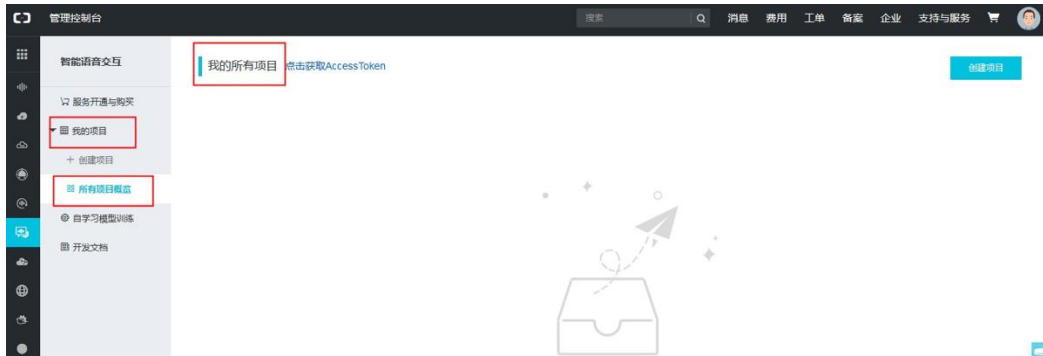 管理控制台
搜索
消息 费用 工单 备案 企业 支持与服务
智能语音交互
服务开通与购买
我的项目
创建项目
所有项目概览
自学习模型训练
开发文档
我的所有项目 点击获取AccessToken
创建项目